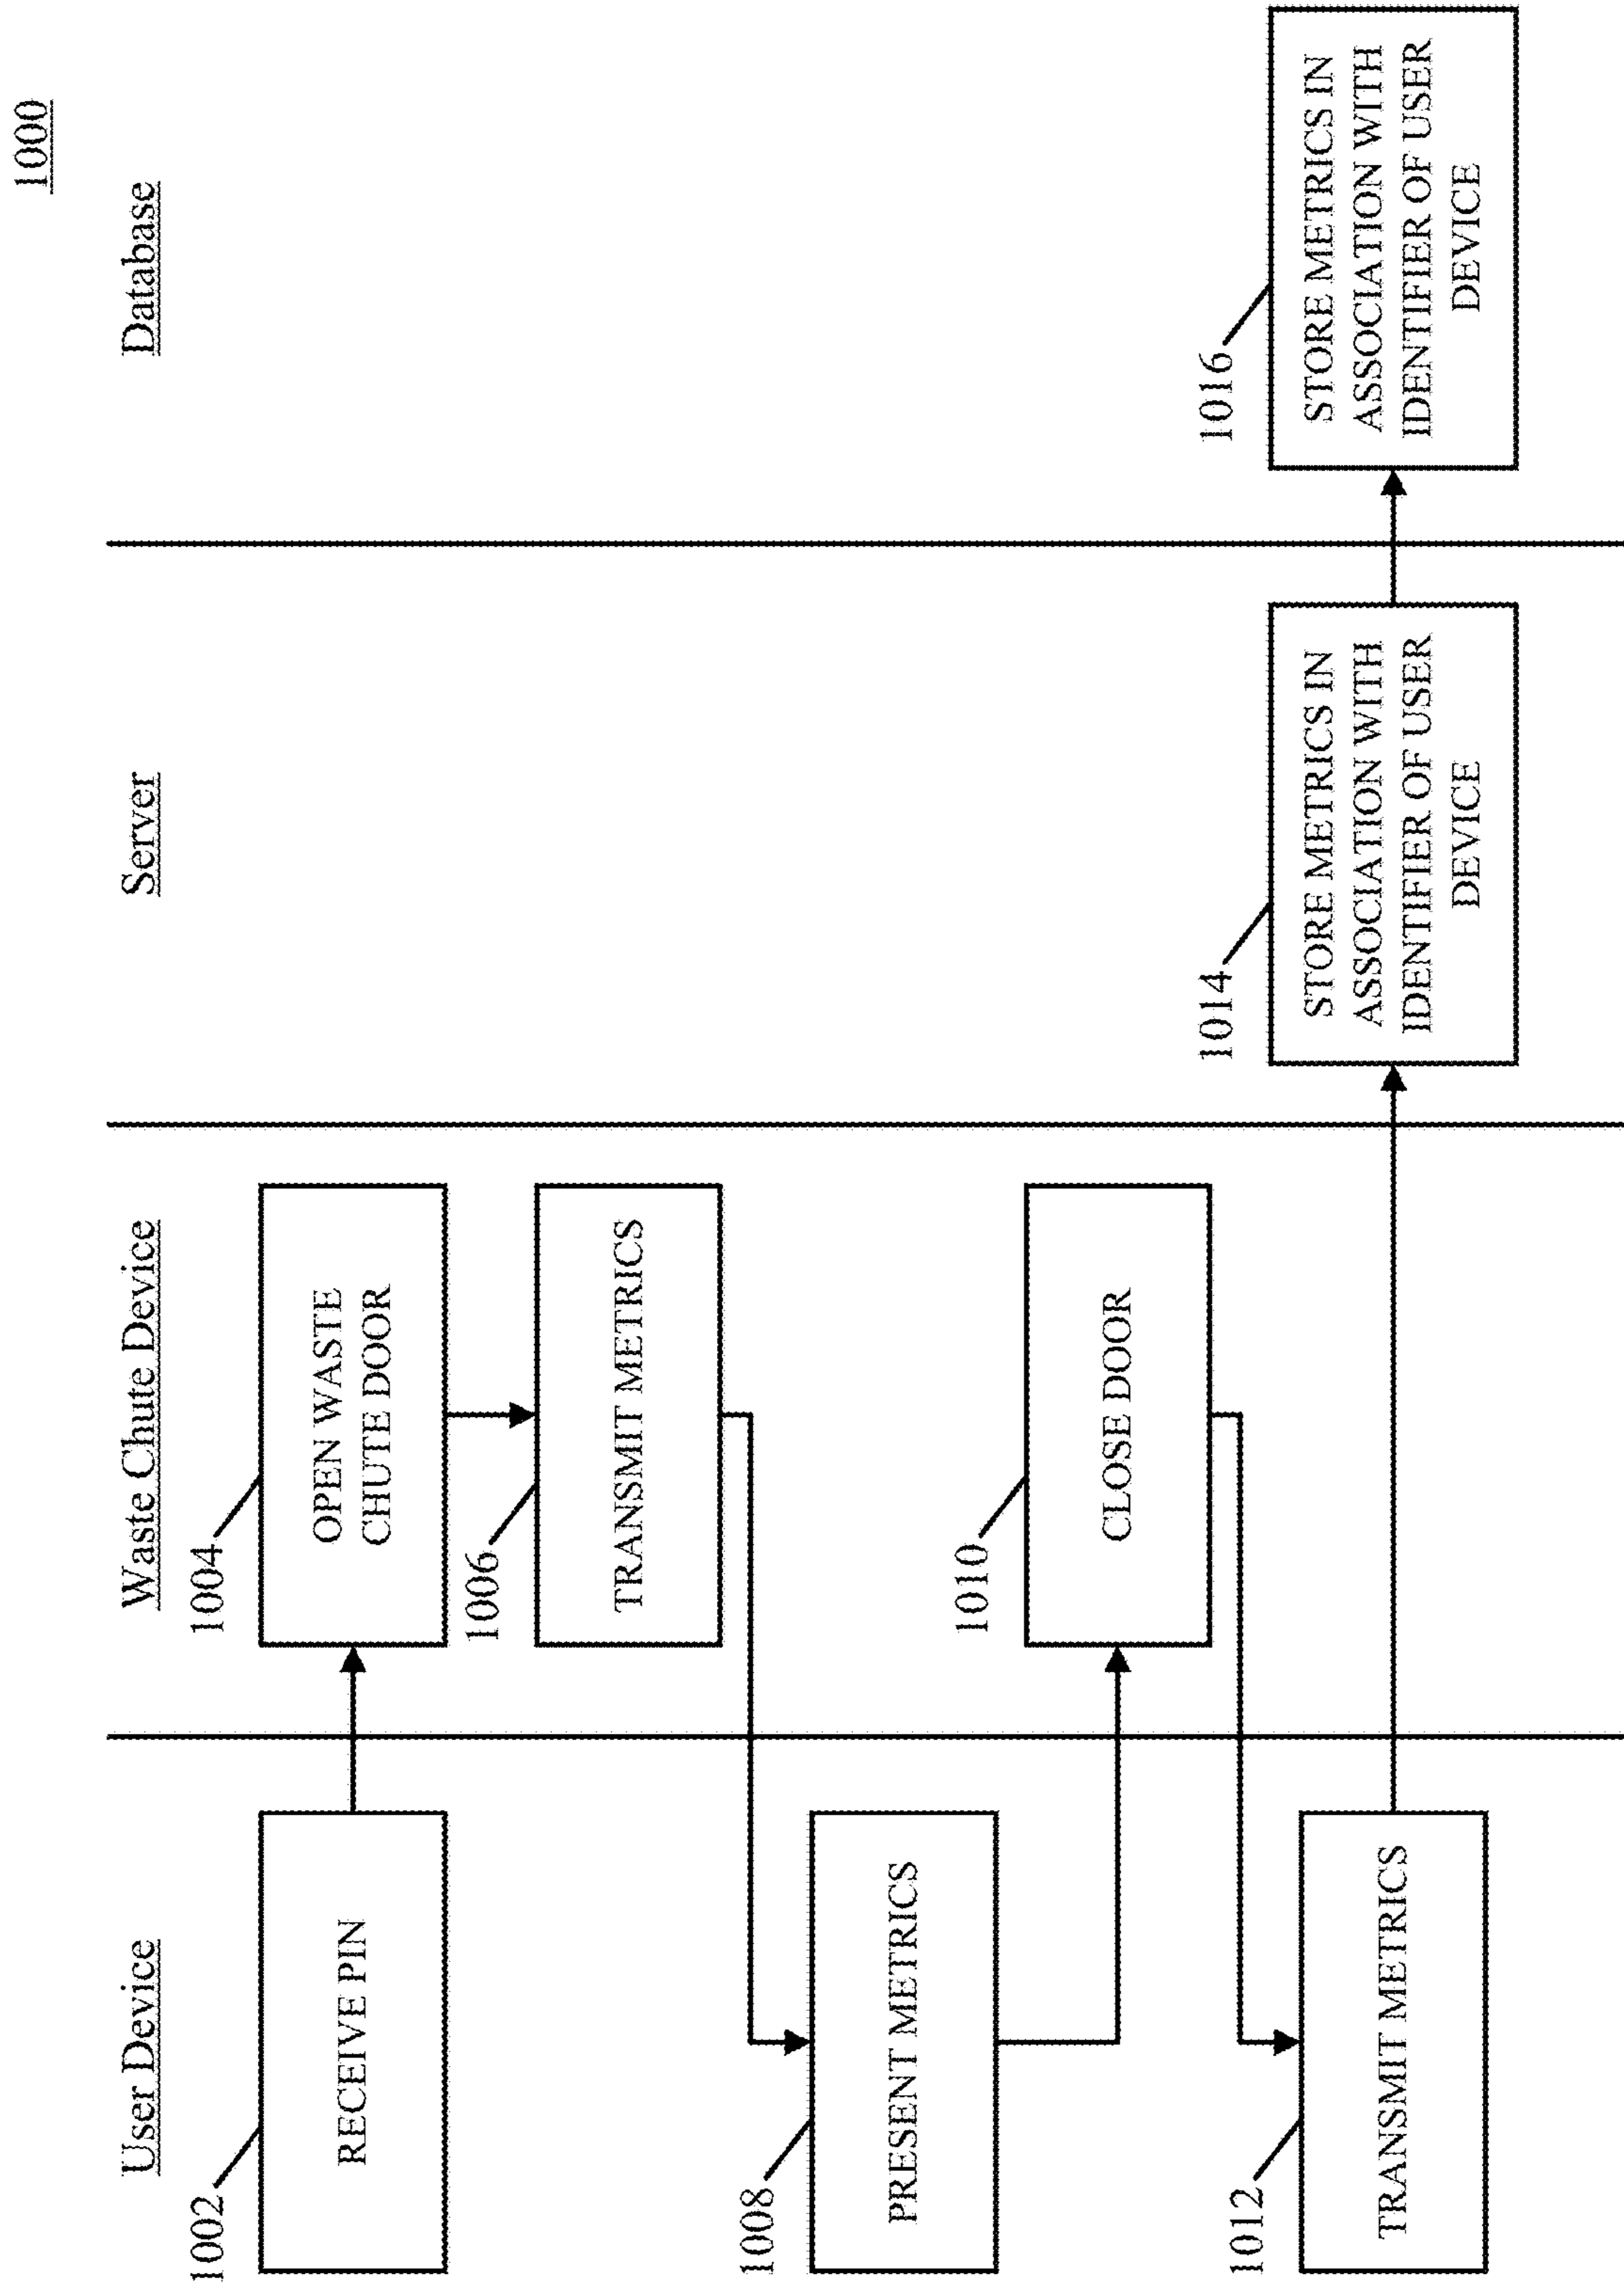 1000
User Device
Waste Chute Device
Server
Database
1002
RECEIVE PIN
1004
OPEN WASTE
CHUTE DOOR
1006
TRANSMIT METRICS
1008
PRESENT METRICS
1010
CLOSE DOOR
1012
TRANSMIT METRICS
1014
STORE METRICS IN
ASSOCIATION WITH
IDENTIFIER OF USER
DEVICE
1016
STORE METRICS IN
ASSOCIATION WITH
IDENTIFIER OF USER
DEVICE